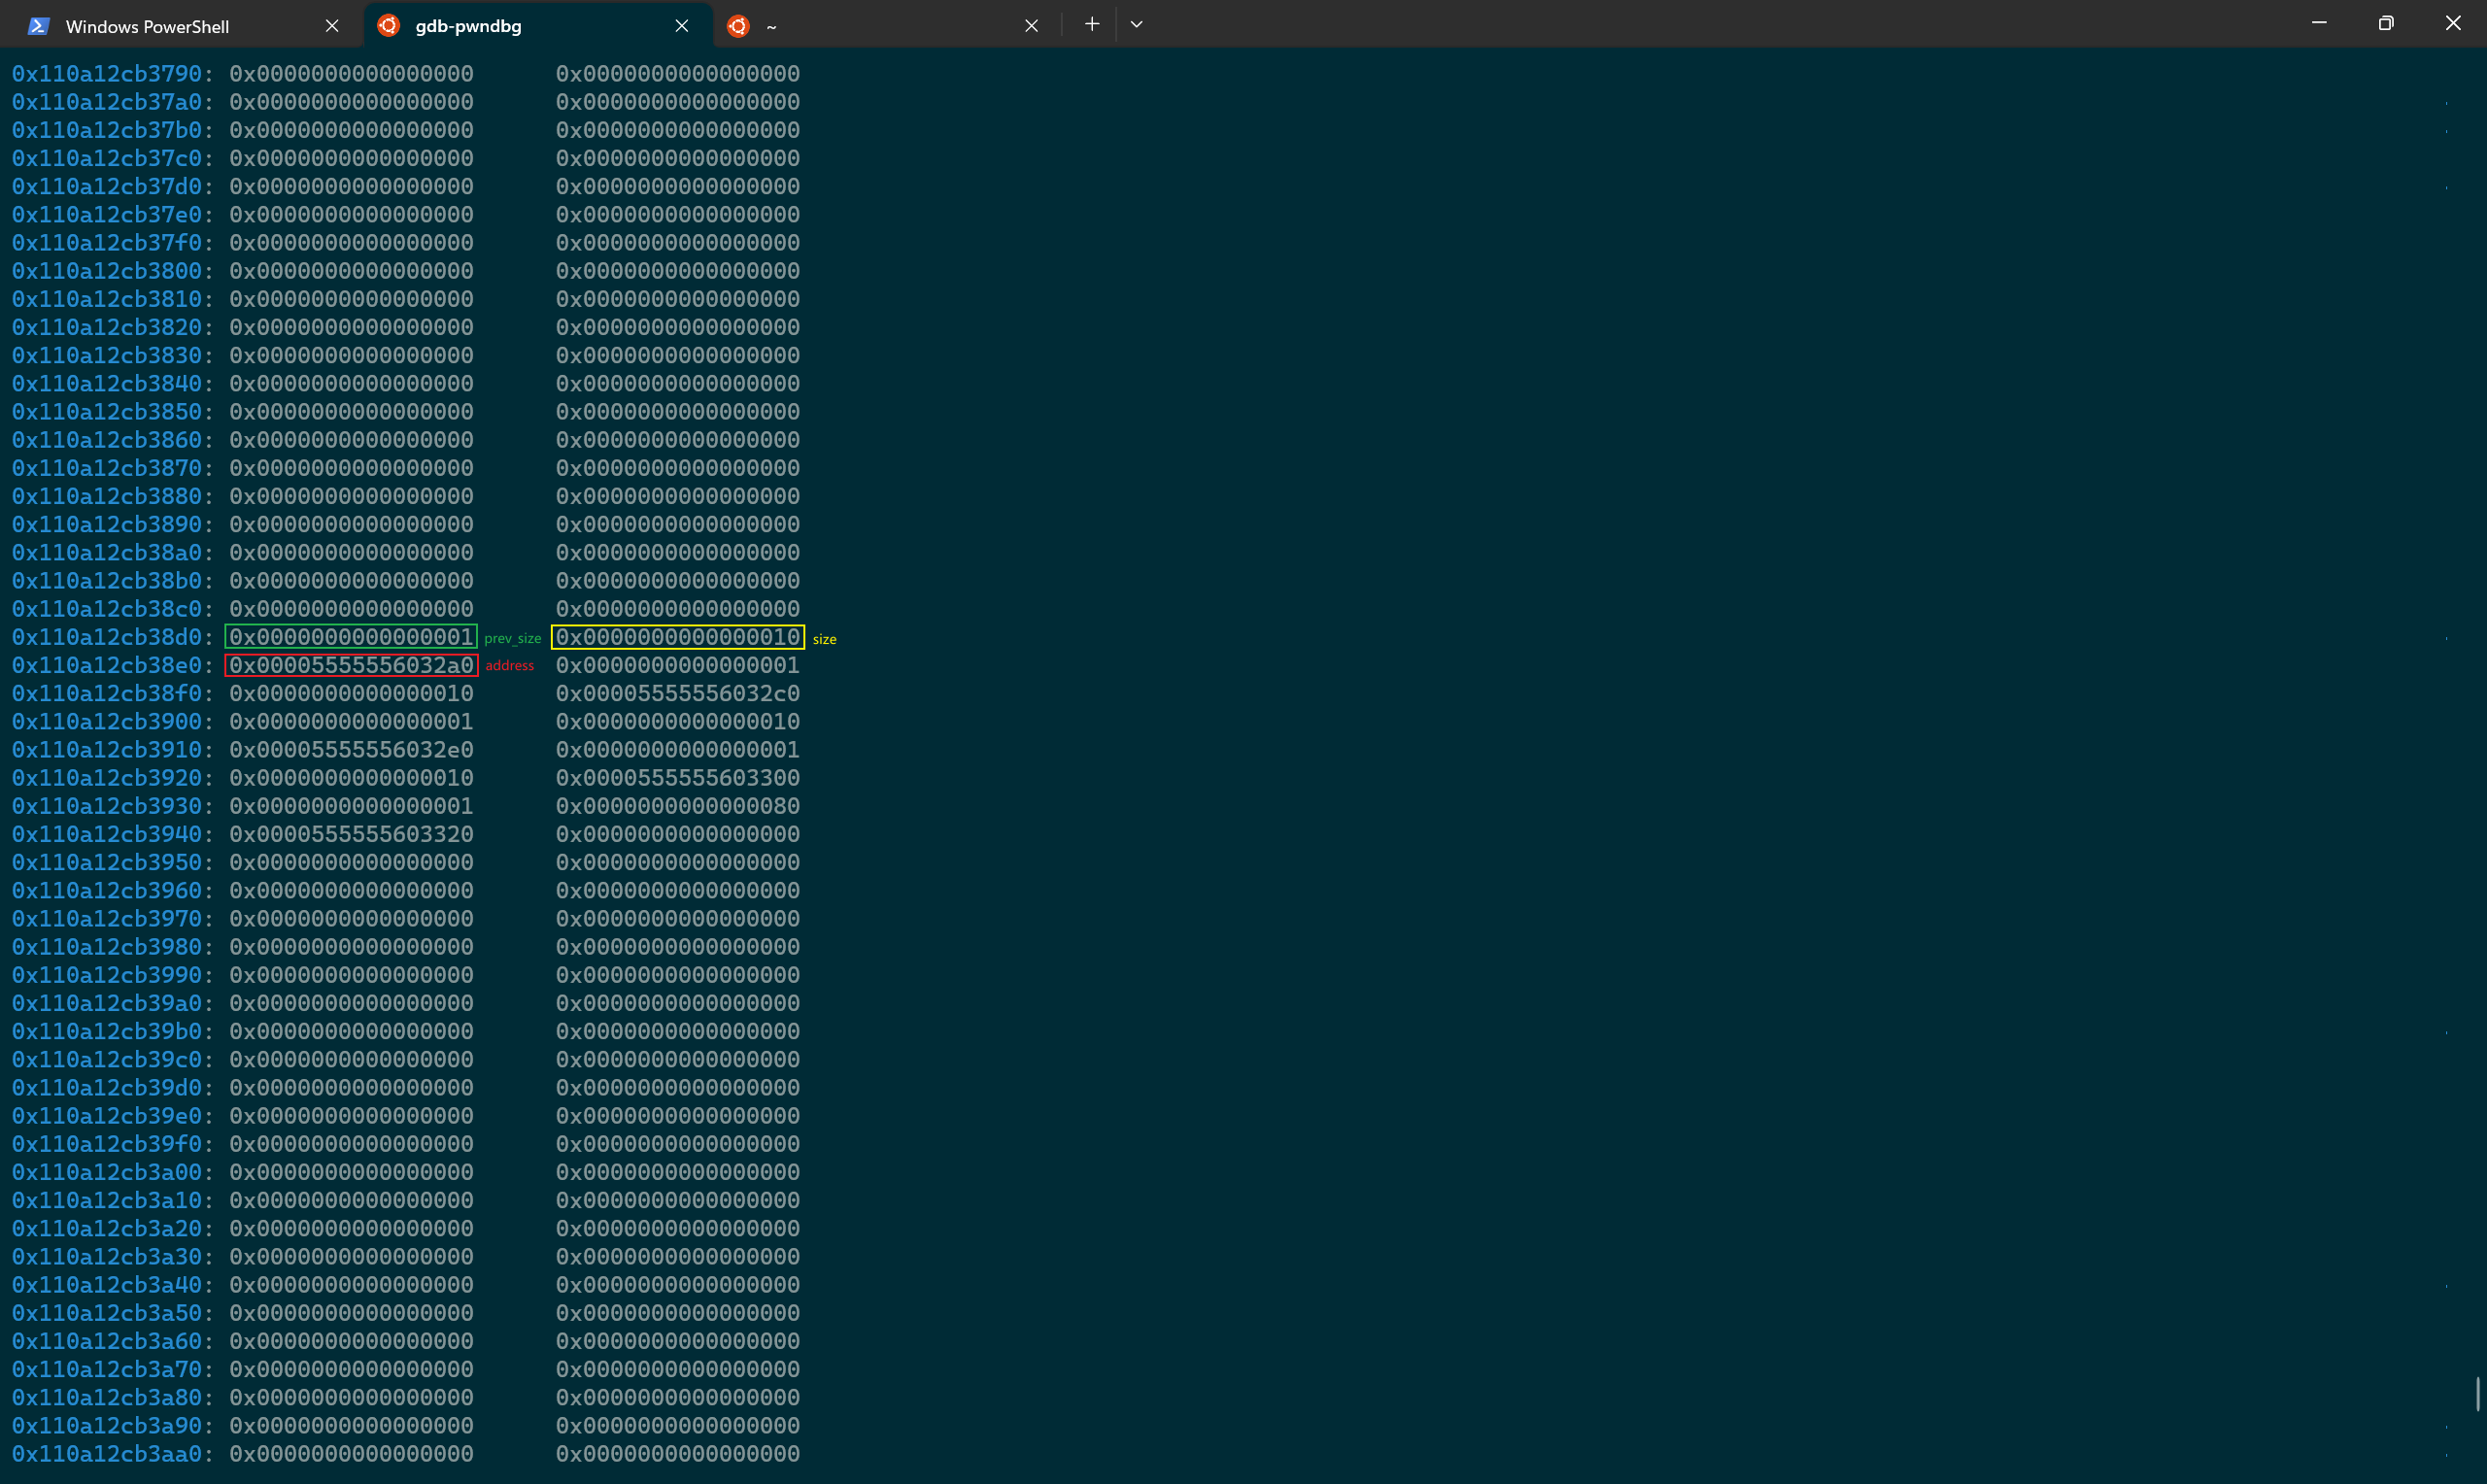 Windows PowerShell
gdb-pwndbg
~
0x110a12cb3790: 0x0000000000000000 0x0000000000000000
0x110a12cb37a0: 0x0000000000000000 0x0000000000000000
0x110a12cb37b0: 0x0000000000000000 0x0000000000000000
0x110a12cb37c0: 0x0000000000000000 0x0000000000000000
0x110a12cb37d0: 0x0000000000000000 0x0000000000000000
0x110a12cb37e0: 0x0000000000000000 0x0000000000000000
0x110a12cb37f0: 0x0000000000000000 0x0000000000000000
0x110a12cb3800: 0x0000000000000000 0x0000000000000000
0x110a12cb3810: 0x0000000000000000 0x0000000000000000
0x110a12cb3820: 0x0000000000000000 0x0000000000000000
0x110a12cb3830: 0x0000000000000000 0x0000000000000000
0x110a12cb3840: 0x0000000000000000 0x0000000000000000
0x110a12cb3850: 0x0000000000000000 0x0000000000000000
0x110a12cb3860: 0x0000000000000000 0x0000000000000000
0x110a12cb3870: 0x0000000000000000 0x0000000000000000
0x110a12cb3880: 0x0000000000000000 0x0000000000000000
0x110a12cb3890: 0x0000000000000000 0x0000000000000000
0x110a12cb38a0: 0x0000000000000000 0x0000000000000000
0x110a12cb38b0: 0x0000000000000000 0x0000000000000000
0x110a12cb38c0: 0x0000000000000000 0x0000000000000000
0x110a12cb38d0: 0x0000000000000001 prev_size 0x0000000000000010 size
0x110a12cb38e0: 0x00005555556032a0 address 0x0000000000000001
0x110a12cb38f0: 0x0000000000000010 0x00005555556032c0
0x110a12cb3900: 0x0000000000000001 0x0000000000000010
0x110a12cb3910: 0x00005555556032e0 0x0000000000000001
0x110a12cb3920: 0x0000000000000010 0x0000555555603300
0x110a12cb3930: 0x0000000000000001 0x0000000000000080
0x110a12cb3940: 0x0000555555603320 0x0000000000000000
0x110a12cb3950: 0x0000000000000000 0x0000000000000000
0x110a12cb3960: 0x0000000000000000 0x0000000000000000
0x110a12cb3970: 0x0000000000000000 0x0000000000000000
0x110a12cb3980: 0x0000000000000000 0x0000000000000000
0x110a12cb3990: 0x0000000000000000 0x0000000000000000
0x110a12cb39a0: 0x0000000000000000 0x0000000000000000
0x110a12cb39b0: 0x0000000000000000 0x0000000000000000
0x110a12cb39c0: 0x0000000000000000 0x0000000000000000
0x110a12cb39d0: 0x0000000000000000 0x0000000000000000
0x110a12cb39e0: 0x0000000000000000 0x0000000000000000
0x110a12cb39f0: 0x0000000000000000 0x0000000000000000
0x110a12cb3a00: 0x0000000000000000 0x0000000000000000
0x110a12cb3a10: 0x0000000000000000 0x0000000000000000
0x110a12cb3a20: 0x0000000000000000 0x0000000000000000
0x110a12cb3a30: 0x0000000000000000 0x0000000000000000
0x110a12cb3a40: 0x0000000000000000 0x0000000000000000
0x110a12cb3a50: 0x0000000000000000 0x0000000000000000
0x110a12cb3a60: 0x0000000000000000 0x0000000000000000
0x110a12cb3a70: 0x0000000000000000 0x0000000000000000
0x110a12cb3a80: 0x0000000000000000 0x0000000000000000
0x110a12cb3a90: 0x0000000000000000 0x0000000000000000
0x110a12cb3aa0: 0x0000000000000000 0x0000000000000000